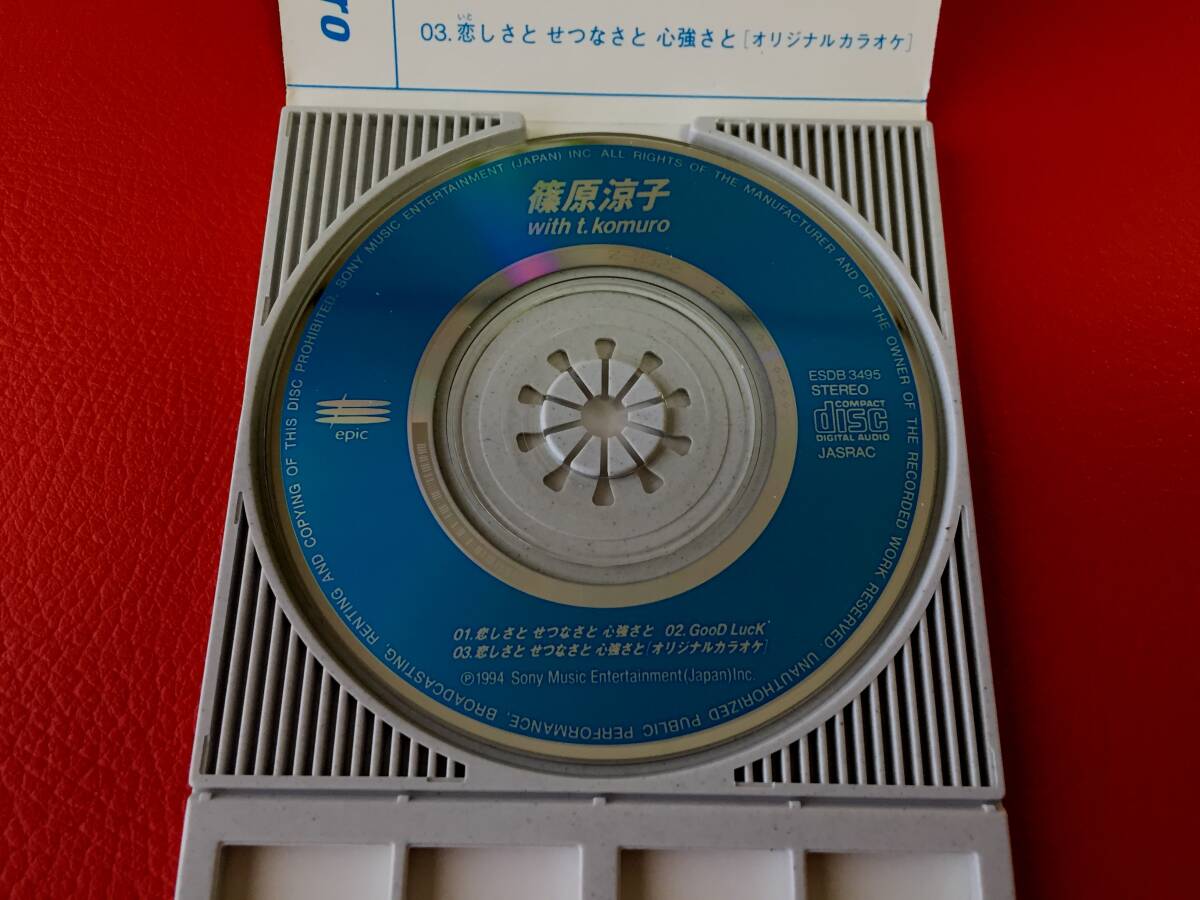 ro
03. 恋しさと せつなさと 心強さと [オリジナルカラオケ]
いと
篠原涼子
with t.komuro
epic
ESDB 3495
STEREO
COMPACT
disc
DIGITAL AUDIO
JASRAC
01. 恋しさと せつなさと 心強さと 02. GooD LucK
03. 恋しさと せつなさと 心強さと [オリジナルカラオケ]
℗1994 Sony Music Entertainment(Japan)Inc.
SONY MUSIC ENTERTAINMENT (JAPAN) INC. ALL RIGHTS OF THE MANUFACTURER AND OF THE OWNER OF THE RECORDED WORK RESERVED. UNAUTHORIZED PUBLIC PERFORMANCE, BROADCASTING, RENTING AND COPYING OF THIS DISC PROHIBITED.